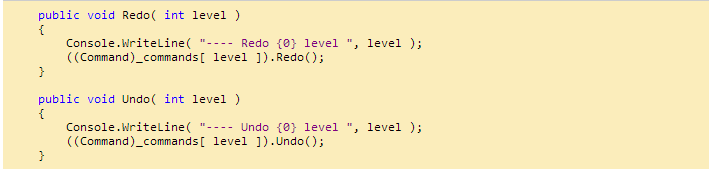 public void Redo( int level )
{
Console.WriteLine( "---- Redo {0} level ", level );
((Command)_commands[ level ]).Redo();
}
public void Undo( int level )
{
Console.WriteLine( "---- Undo {0} level ", level );
((Command)_commands[ level ]).Undo();
}